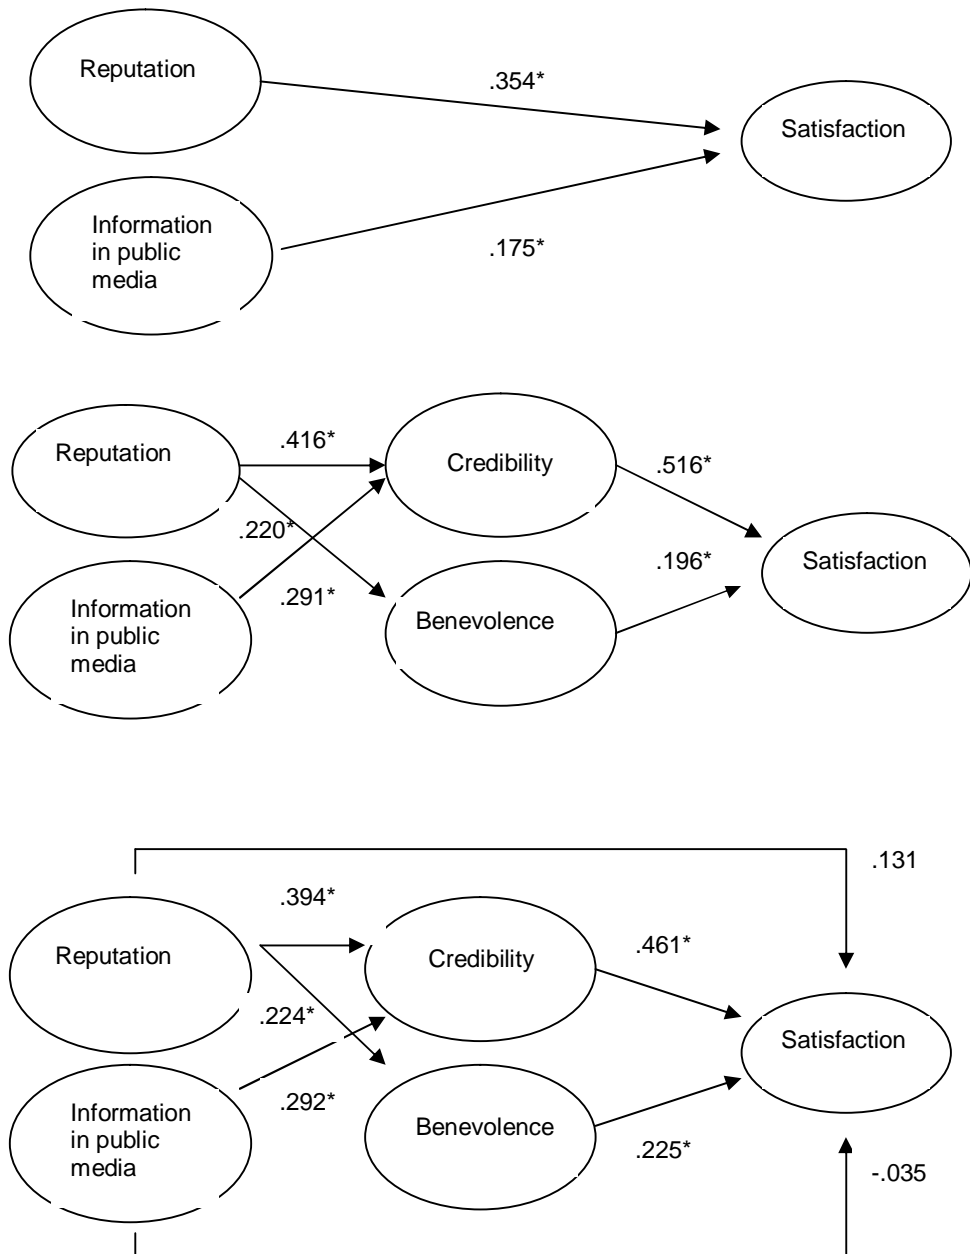 Reputation
.354*
Satisfaction
Information
in public
media
.175*
Reputation
.416*
Credibility
.516*
.220*
.196*
Satisfaction
Information
in public
media
.291*
Benevolence
.131
.394*
Reputation
Credibility
.461*
.224*
Satisfaction
Information
in public
media
.292*
Benevolence
.225*
-.035